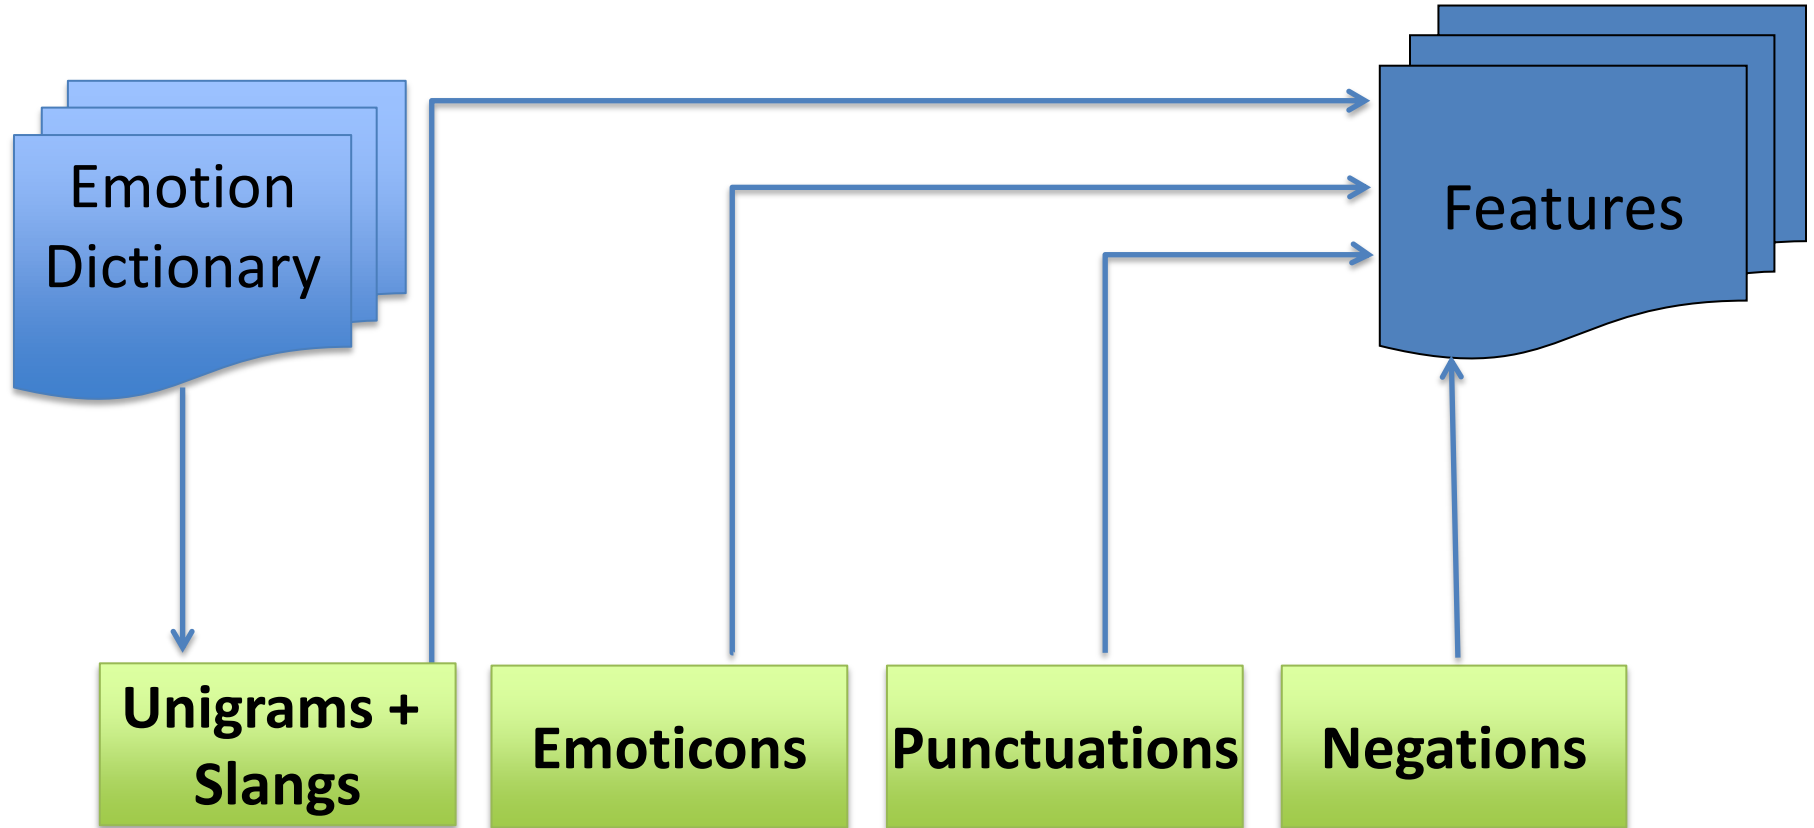 Emotion
Dictionary
Features
Unigrams +
Slangs
Emoticons
Punctuations
Negations